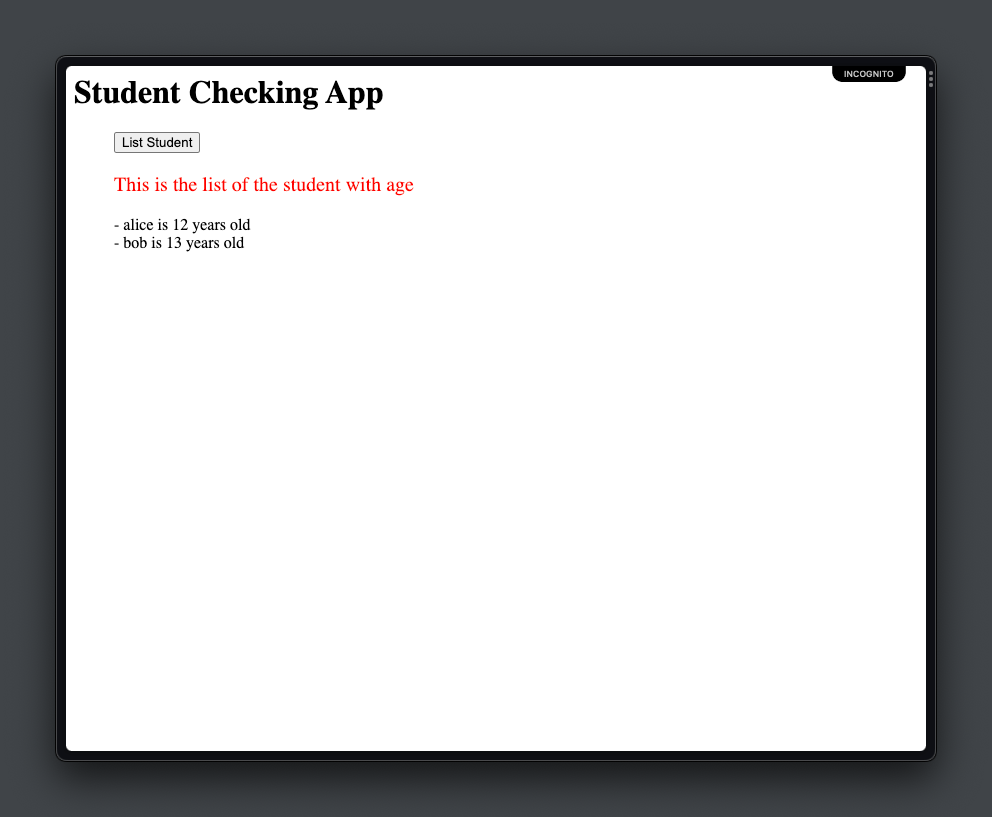 INCOGNITO
Student Checking App
List Student
This is the list of the student with age
- alice is 12 years old
- bob is 13 years old